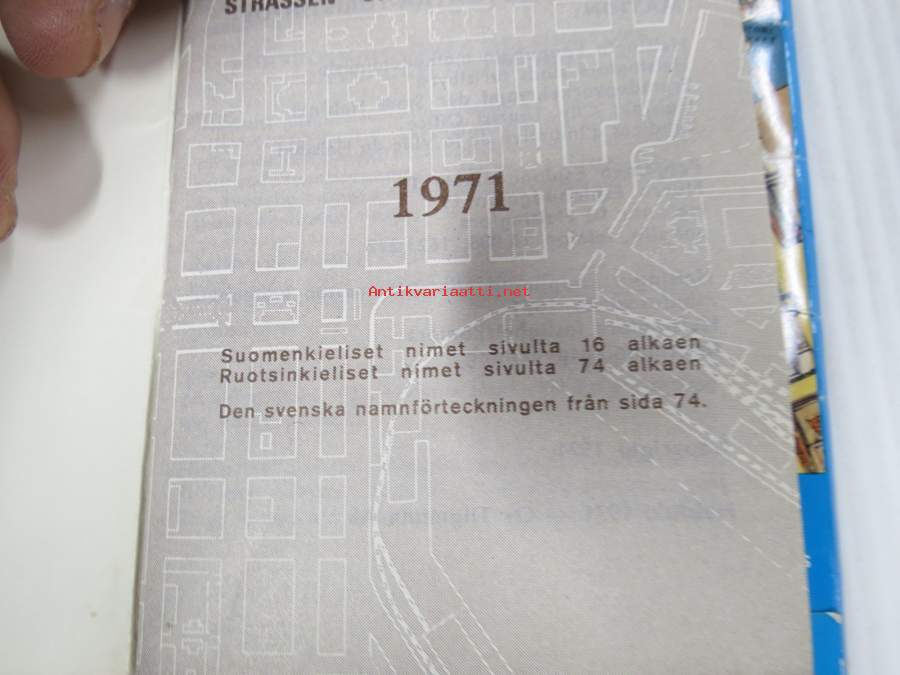 STRASSEN
1971
Antikvariaatti.net
Suomenkieliset nimet sivulta 16 alkaen
Ruotsinkieliset nimet sivulta 74 alkaen
Den svenska namnförteckningen från sida 74.